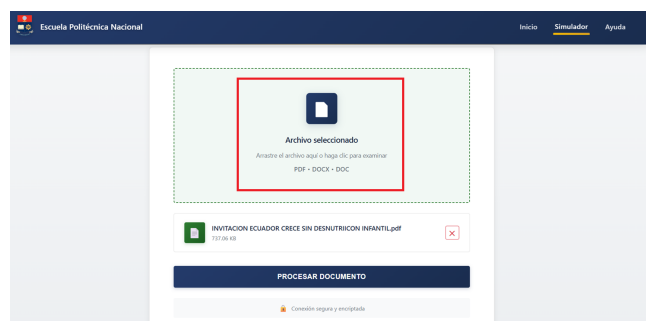 Escuela Politécnica Nacional
Inicio Simulador Ayuda
Archivo seleccionado
Arrastre el archivo aquí o haga clic para examinar
PDF • DOCX • DOC
INVITACION ECUADOR CRECE SIN DESNUTRIICON INFANTIL.pdf
737.06 KB
PROCESAR DOCUMENTO
Conexión segura y encriptada